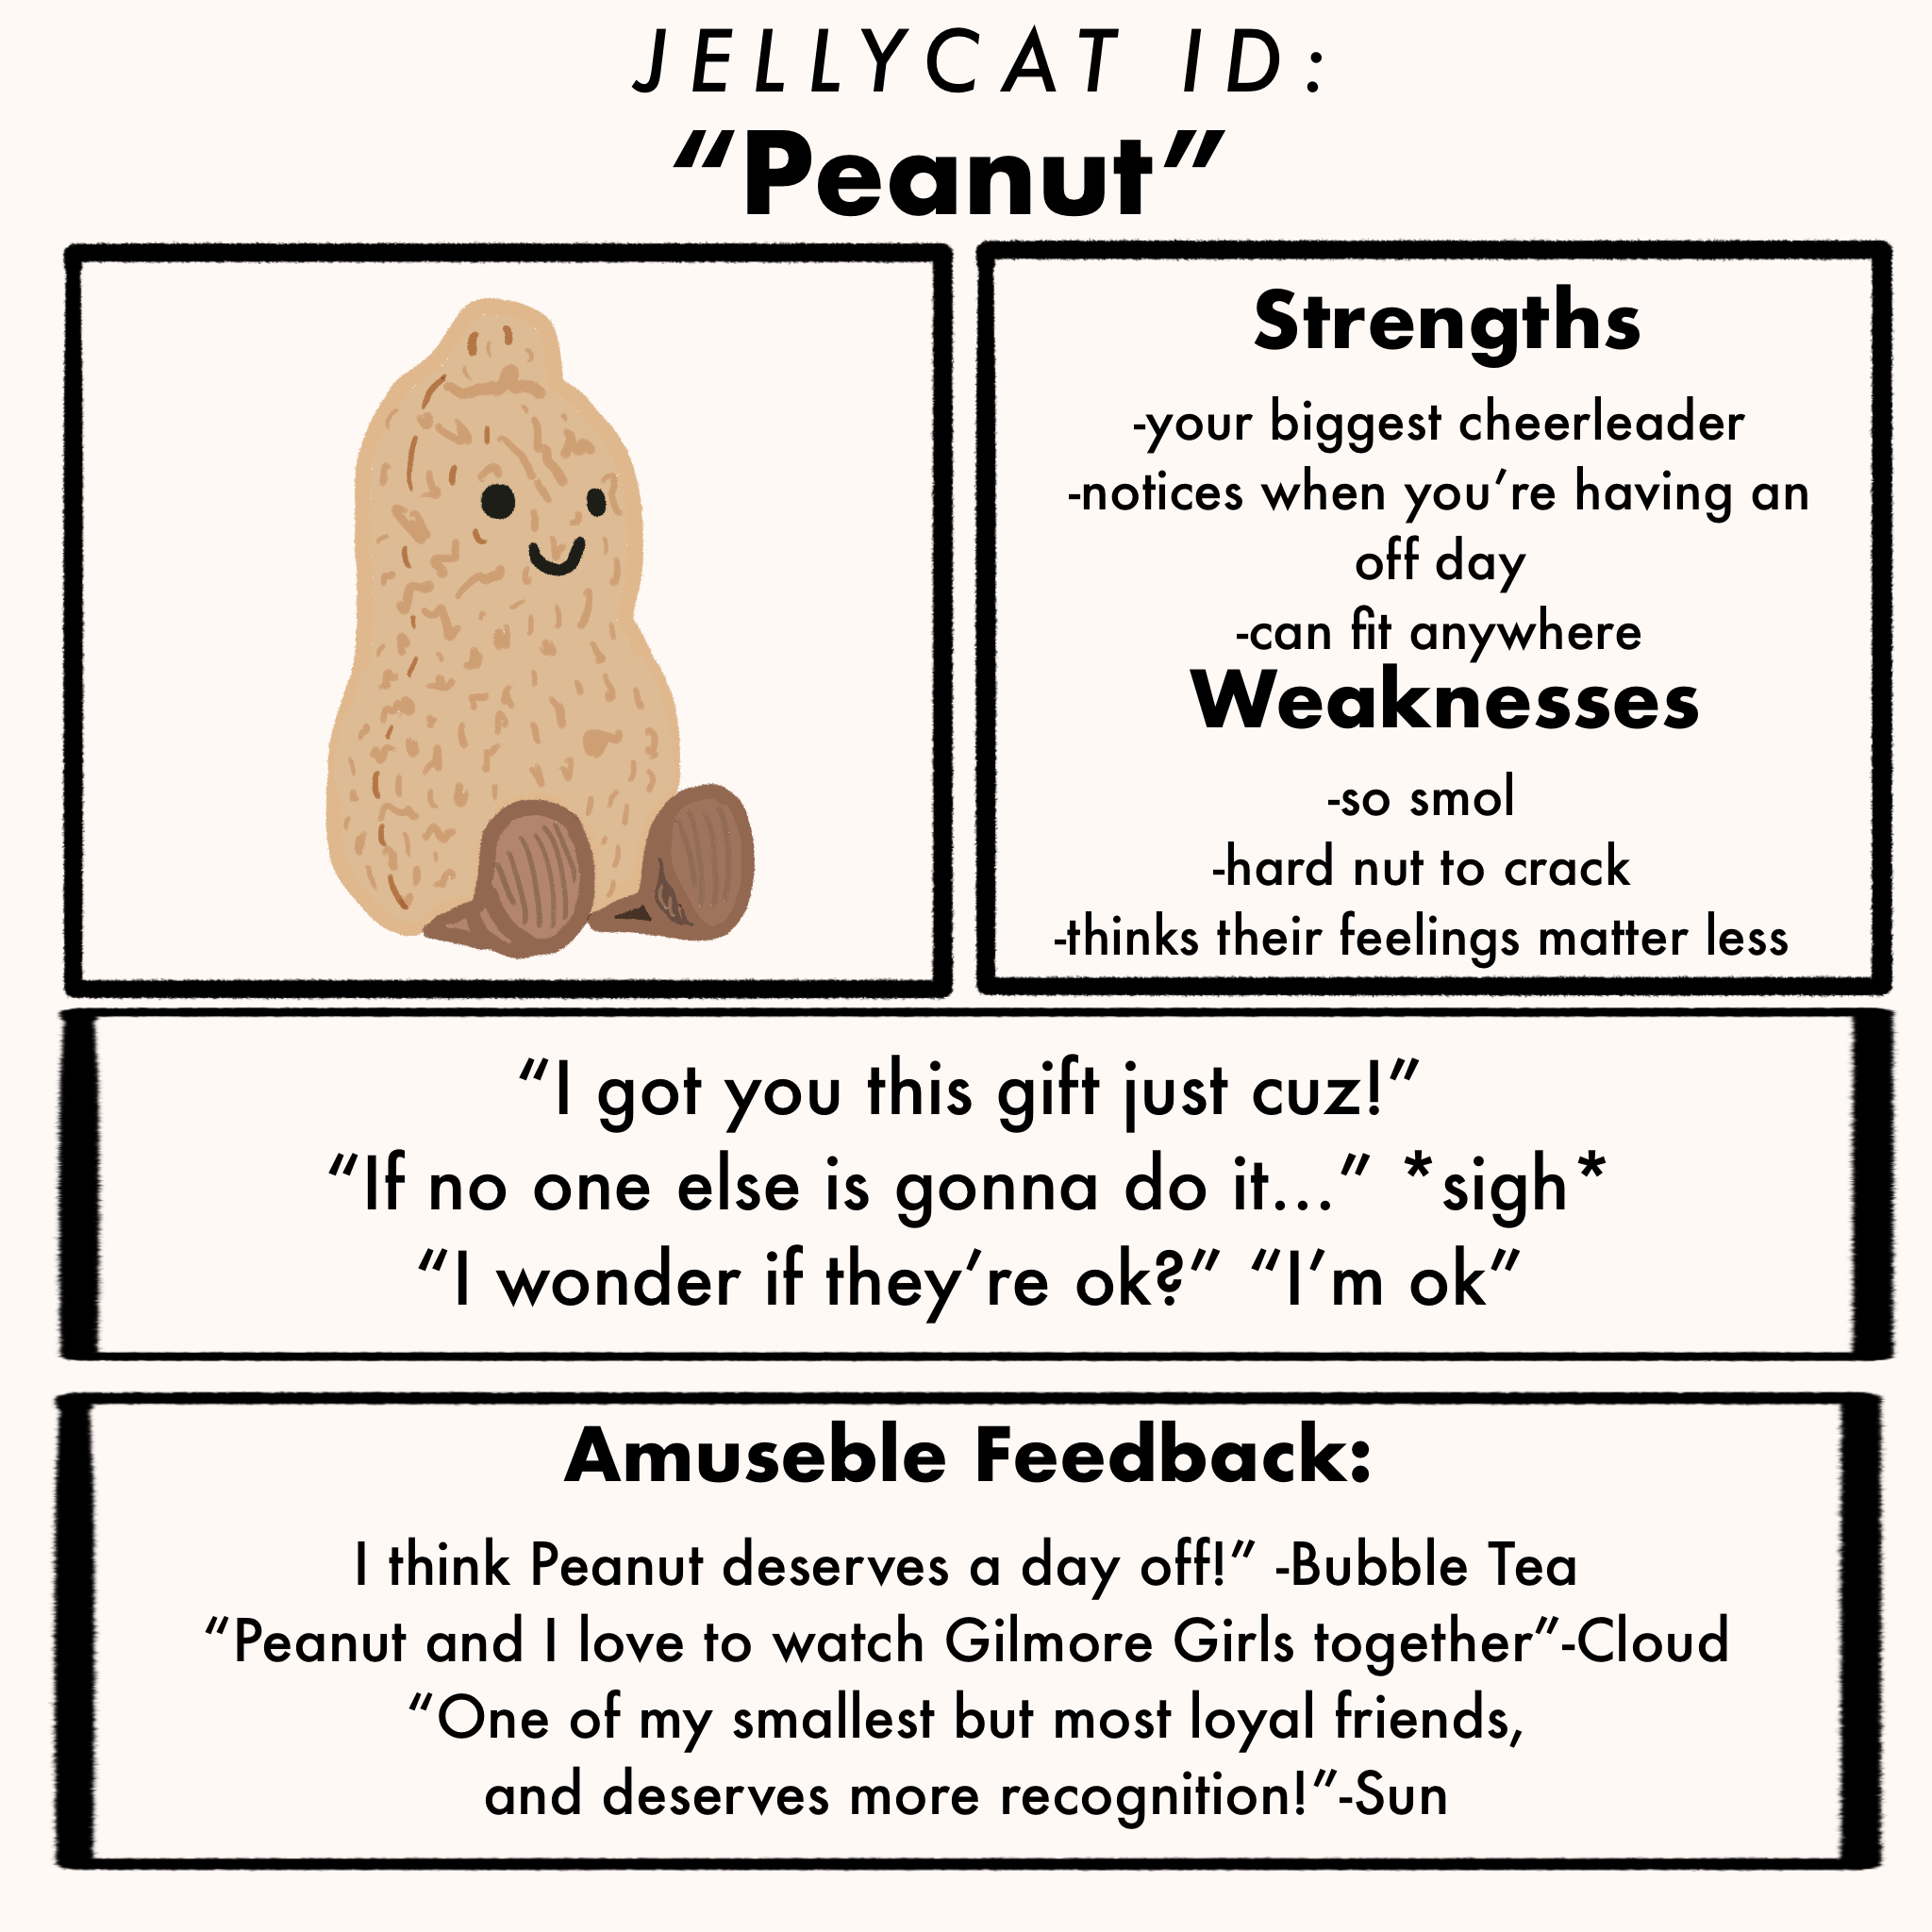 JELLYCAT ID:
“Peanut”
Strengths
-your biggest cheerleader
-notices when you’re having an
off day
-can fit anywhere
Weaknesses
-so smol
-hard nut to crack
-thinks their feelings matter less
“I got you this gift just cuz!”
“If no one else is gonna do it...” *sigh*
“I wonder if they’re ok?” “I’m ok”
Amuseble Feedback:
I think Peanut deserves a day off!” -Bubble Tea
“Peanut and I love to watch Gilmore Girls together”-Cloud
“One of my smallest but most loyal friends,
and deserves more recognition!”-Sun